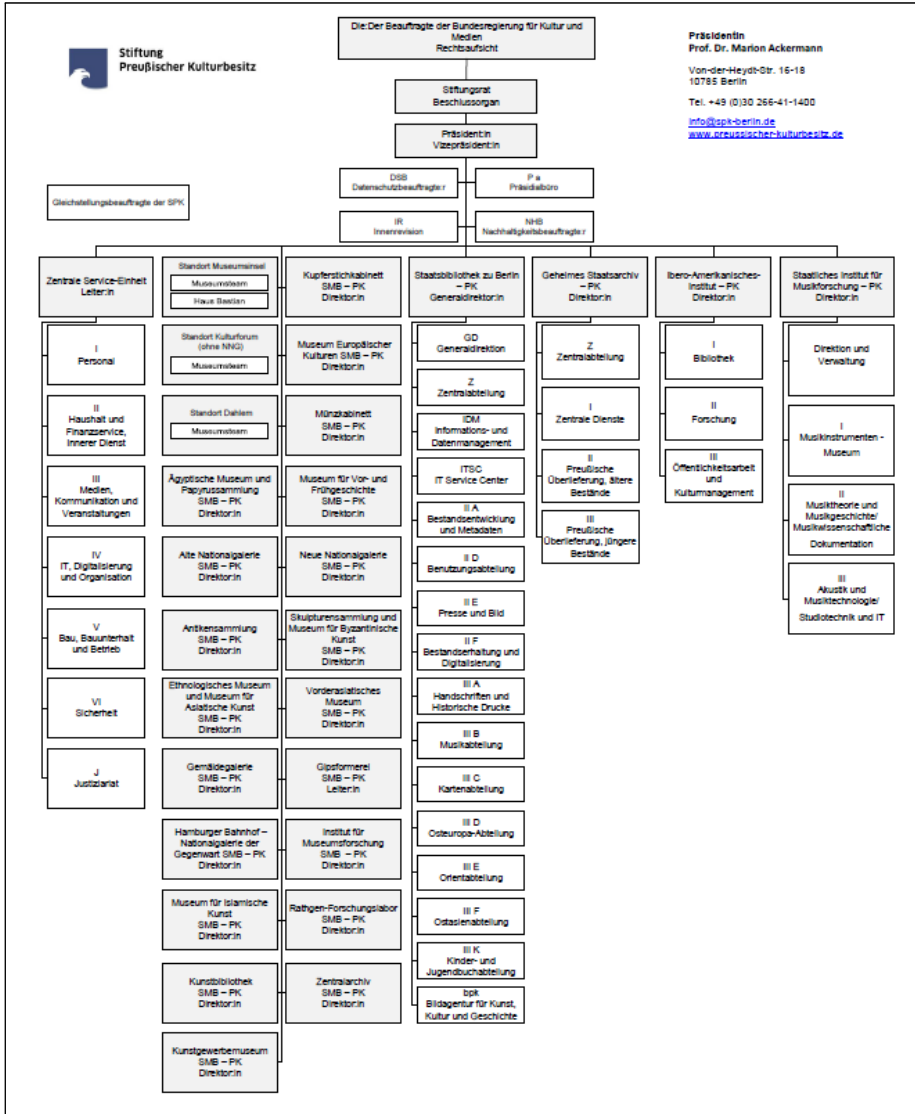 Stiftung
Preußischer Kulturbesitz
Die:Der Beauftragte der Bundesregierung für Kultur und
Medien
Rechtsaufsicht
Präsidentin
Prof. Dr. Marion Ackermann
Von-der-Heydt-Str. 16-18
10785 Berlin
Tel. +49 (0)30 266-41-1400
info@spk-berlin.de
www.preussischer-kulturbesitz.de
Stiftungsrat
Beschlussorgan
Präsident:in
Vizepräsident:in
DSB
Datenschutzbeauftragte:r
P a
Präsidialbüro
Gleichstellungsbeauftragte der SPK
IR
Innenrevision
NHB
Nachhaltigkeitsbeauftragte:r
Zentrale Service-Einheit
Leiter:in
I
Personal
II
Haushalt und
Finanzservice,
Innerer Dienst
III
Medien,
Kommunikation und
Veranstaltungen
IV
IT, Digitalisierung
und Organisation
V
Bau, Bauunterhalt
und Betrieb
VI
Sicherheit
J
Justiziariat
Standort Museumsinsel
Museumsteam
Haus Bastian
Standort Kulturforum
(ohne NNG)
Museumsteam
Standort Dahlem
Museumsteam
Ägyptische Museum und
Papyrussammlung
SMB – PK
Direktor:in
Alte Nationalgalerie
SMB – PK
Direktor:in
Antikensammlung
SMB – PK
Direktor:in
Ethnologisches Museum
und Museum für
Asiatische Kunst
SMB – PK
Direktor:in
Gemäldegalerie
SMB – PK
Direktor:in
Hamburger Bahnhof –
Nationalgalerie der
Gegenwart SMB – PK
Direktor:in
Museum für Islamische
Kunst
SMB – PK
Direktor:in
Kunstbibliothek
SMB – PK
Direktor:in
Kunstgewerbemuseum
SMB – PK
Direktor:in
Kupferstichkabinett
SMB – PK
Direktor:in
Museum Europäischer
Kulturen SMB – PK
Direktor:in
Münzkabinett
SMB – PK
Direktor:in
Museum für Vor- und
Frühgeschichte
SMB – PK
Direktor:in
Neue Nationalgalerie
SMB – PK
Direktor:in
Skulpturensammlung und
Museum für Byzantinische
Kunst
SMB – PK
Direktor:in
Vorderasiatisches
Museum
SMB – PK
Direktor:in
Gipsformerei
SMB – PK
Leiter:in
Institut für
Museumsforschung
SMB – PK
Direktor:in
Rathgen-Forschungslabor
SMB – PK
Direktor:in
Zentralarchiv
SMB – PK
Direktor:in
Staatsbibliothek zu Berlin
– PK
Generaldirektor:in
GD
Generaldirektion
Z
Zentralabteilung
IDM
Informations- und
Datenmanagement
ITSC
IT Service Center
II A
Bestandsentwicklung
und Metadaten
II D
Benutzungsabteilung
II E
Presse und Bild
II F
Bestandserhaltung und
Digitalisierung
III A
Handschriften und
Historische Drucke
III B
Musikabteilung
III C
Kartenabteilung
III D
Osteuropa-Abteilung
III E
Orientabteilung
III F
Ostasienabteilung
III K
Kinder- und
Jugendbuchabteilung
bpk
Bildagentur für Kunst,
Kultur und Geschichte
Geheimes Staatsarchiv –
PK
Direktor:in
Z
Zentralabteilung
I
Zentrale Dienste
II
Preußische
Überlieferung, ältere
Bestände
III
Preußische
Überlieferung, jüngere
Bestände
Ibero-Amerikanisches-
Institut – PK
Direktor:in
I
Bibliothek
II
Forschung
III
Öffentlichkeitsarbeit
und
Kulturmanagement
Staatliches Institut für
Musikforschung – PK
Direktor:in
Direktion und
Verwaltung
I
Musikinstrumenten -
Museum
II
Musiktheorie und
Musikgeschichte/
Musikwissenschaftliche
Dokumentation
III
Akustik und
Musiktechnologie/
Studiotechnik und IT